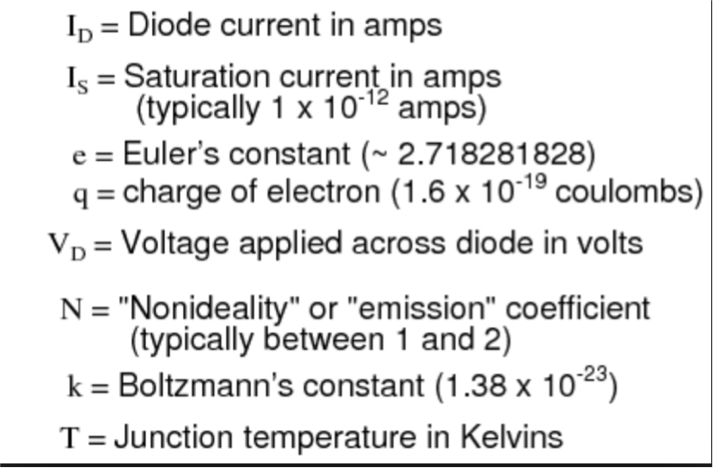 I_D = Diode current in amps
I_S = Saturation current in amps
(typically 1 x 10^-12 amps)
e = Euler's constant (~ 2.718281828)
q = charge of electron (1.6 x 10^-19 coulombs)
V_D = Voltage applied across diode in volts
N = "Nonideality" or "emission" coefficient
(typically between 1 and 2)
k = Boltzmann's constant (1.38 x 10^-23)
T = Junction temperature in Kelvins